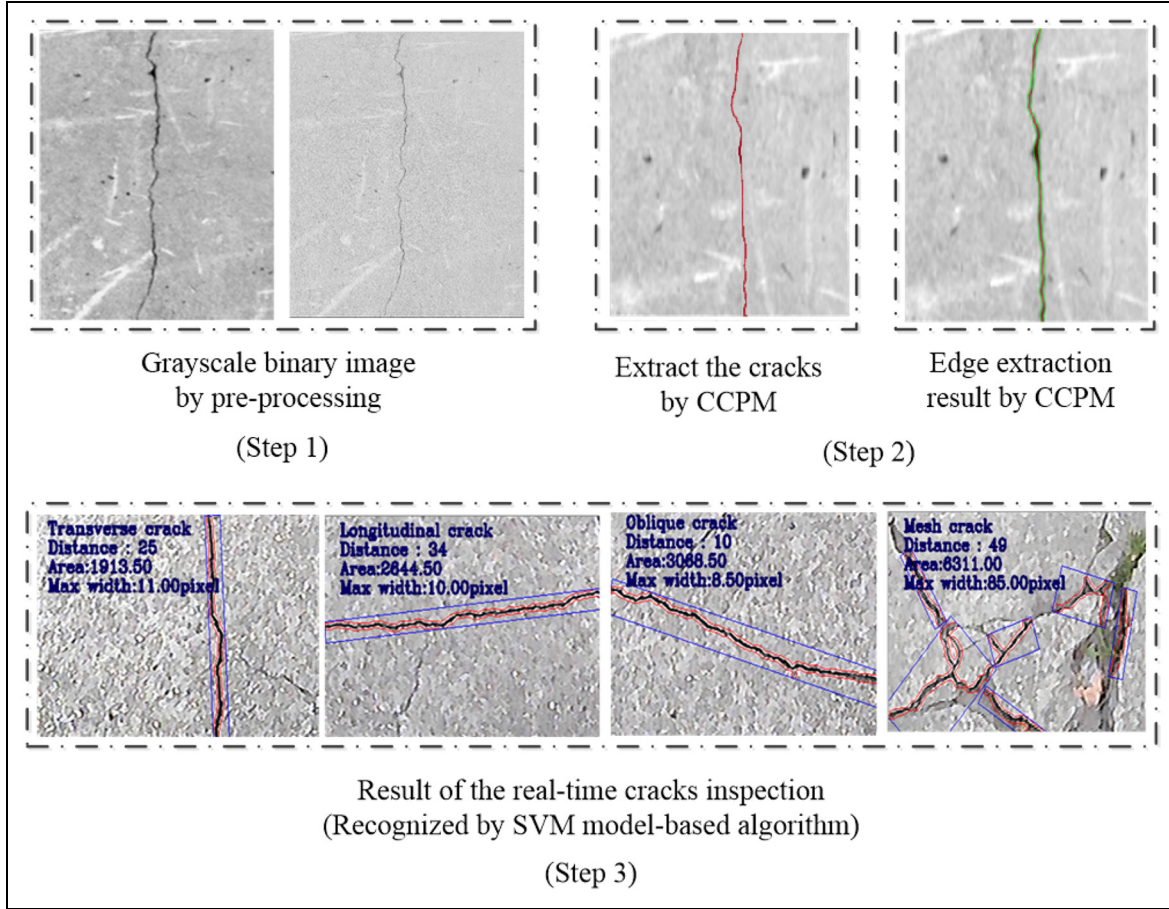 Grayscale binary image
by pre-processing
(Step 1)
Extract the cracks
by CCPM
Edge extraction
result by CCPM
(Step 2)
Transverse crack
Distance : 25
Area:1913.50
Max width:11.00pixel
Longitudinal crack
Distance : 34
Area:2644.50
Max width:10.00pixel
Oblique crack
Distance : 10
Area:3068.50
Max width:8.50pixel
Mesh crack
Distance : 49
Area:6311.00
Max width:85.00pixel
Result of the real-time cracks inspection
(Recognized by SVM model-based algorithm)
(Step 3)